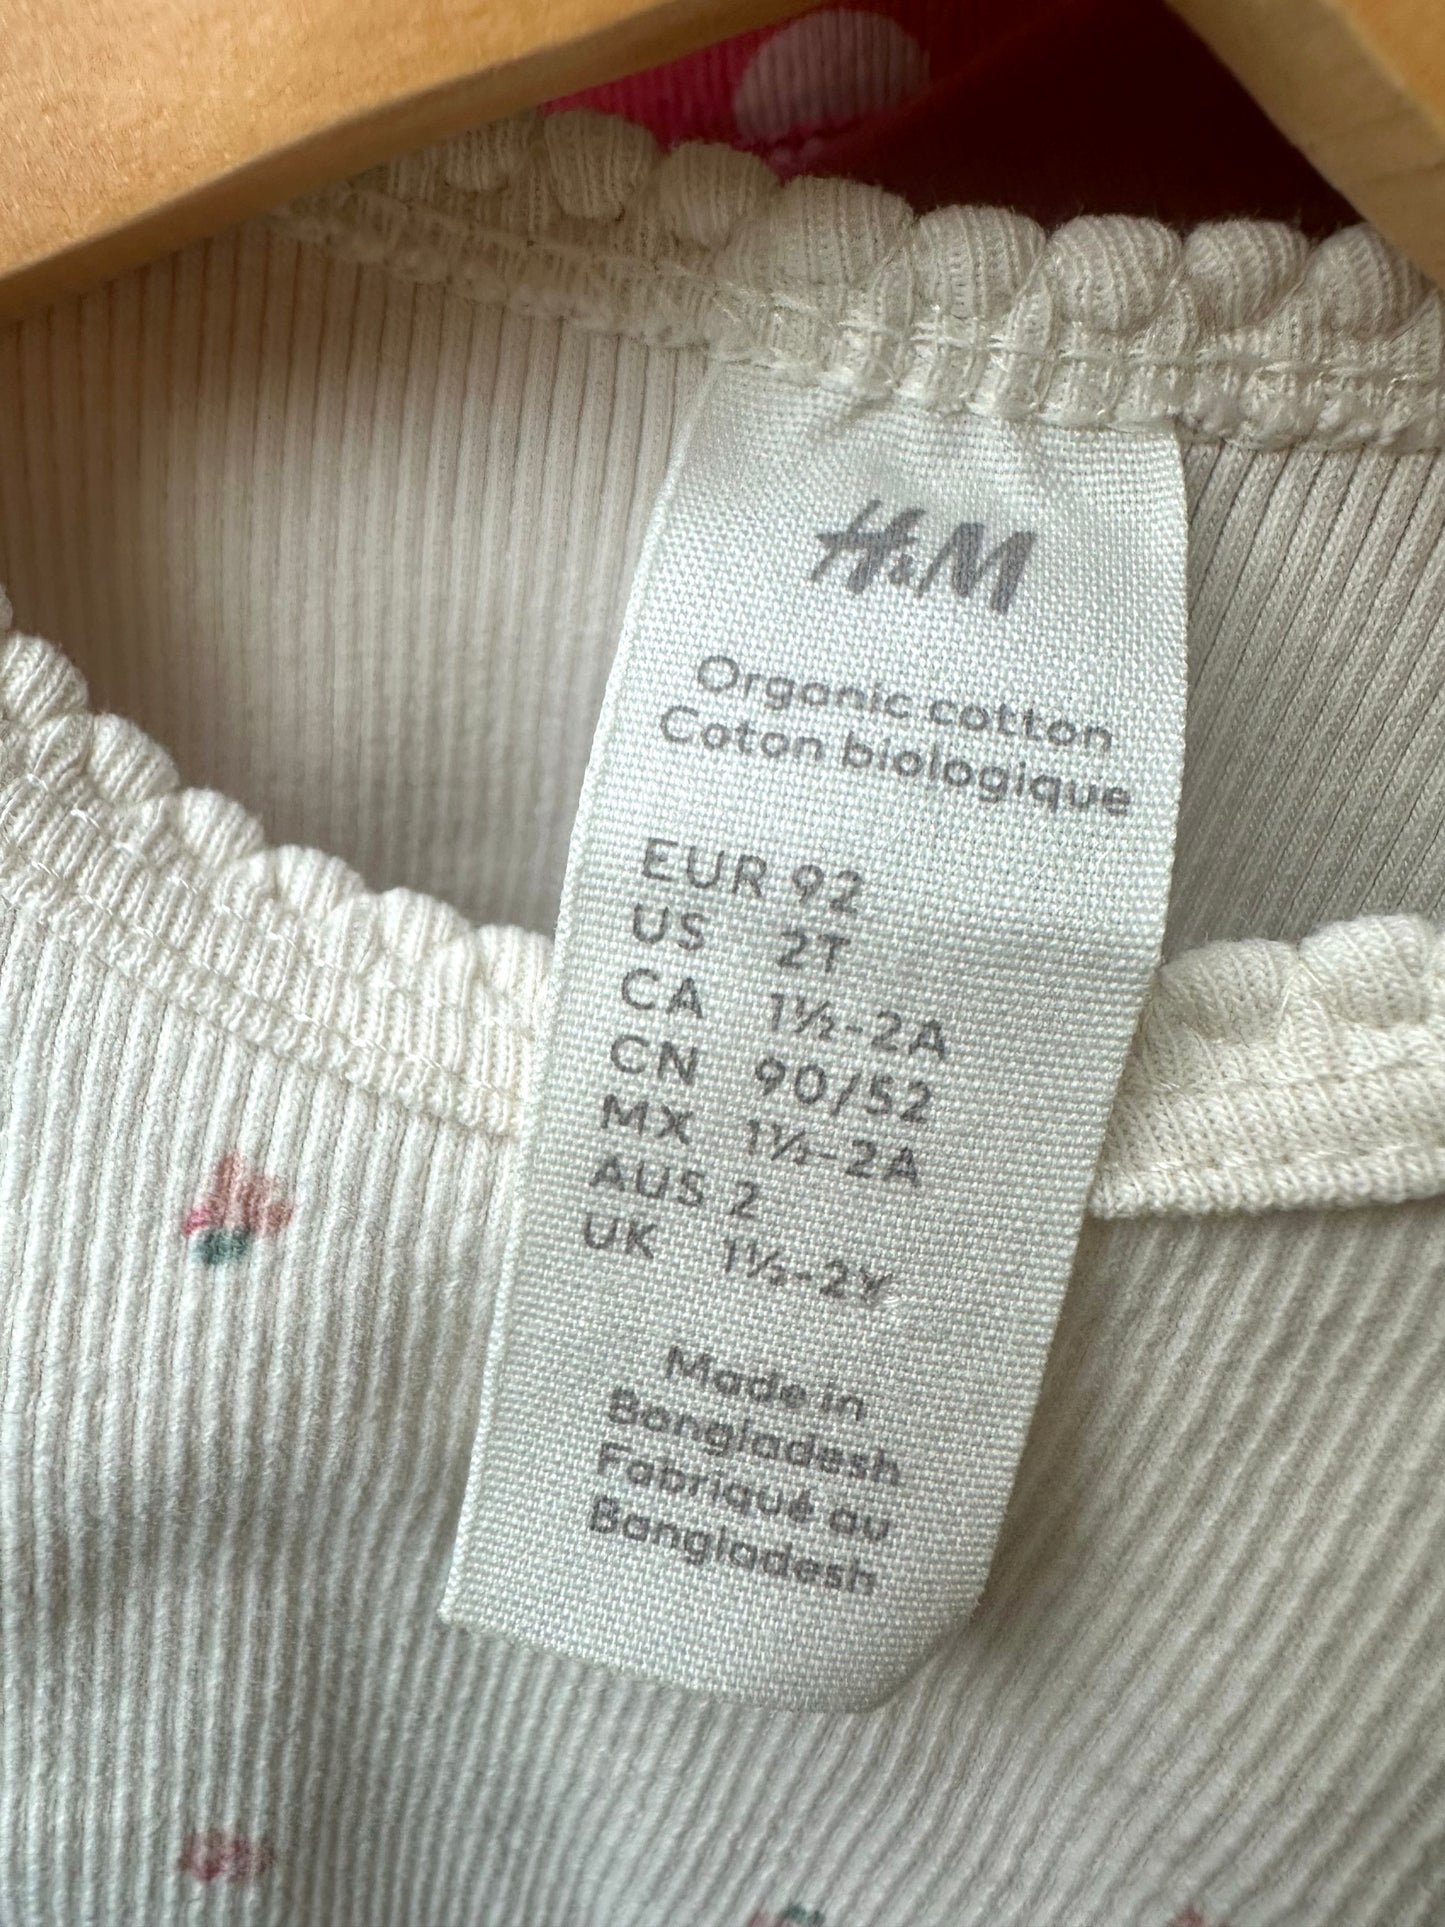 H&M
Organic cotton
Coton biologique
EUR 92
US 2T
CA 1½-2A
CN 90/52
MX 1½-2A
AUS 2
UK 1½-2Y
Made in
Bangladesh
Fabriqué au
Bangladesh